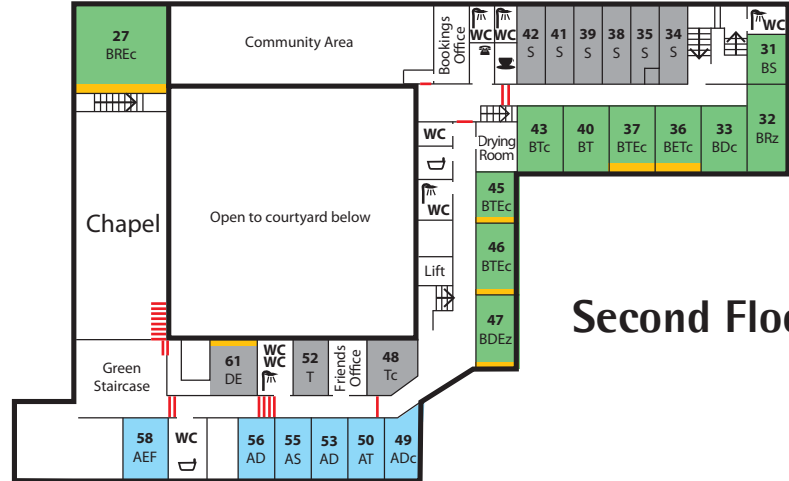 27
BREc
Community Area
Bookings
Office
WC
WC
42
S
41
S
39
S
38
S
35
S
34
S
WC
31
BS
32
BRz
WC
Drying
Room
43
BTc
40
BT
37
BTEc
36
BETc
33
BDc
WC
45
BTEc
46
BTEc
47
BDEz
Lift
Chapel
Open to courtyard below
Second Floo
Green
Staircase
61
DE
WC
WC
52
T
Friends
Office
48
Tc
58
AEF
WC
56
AD
55
AS
53
AD
50
AT
49
ADc